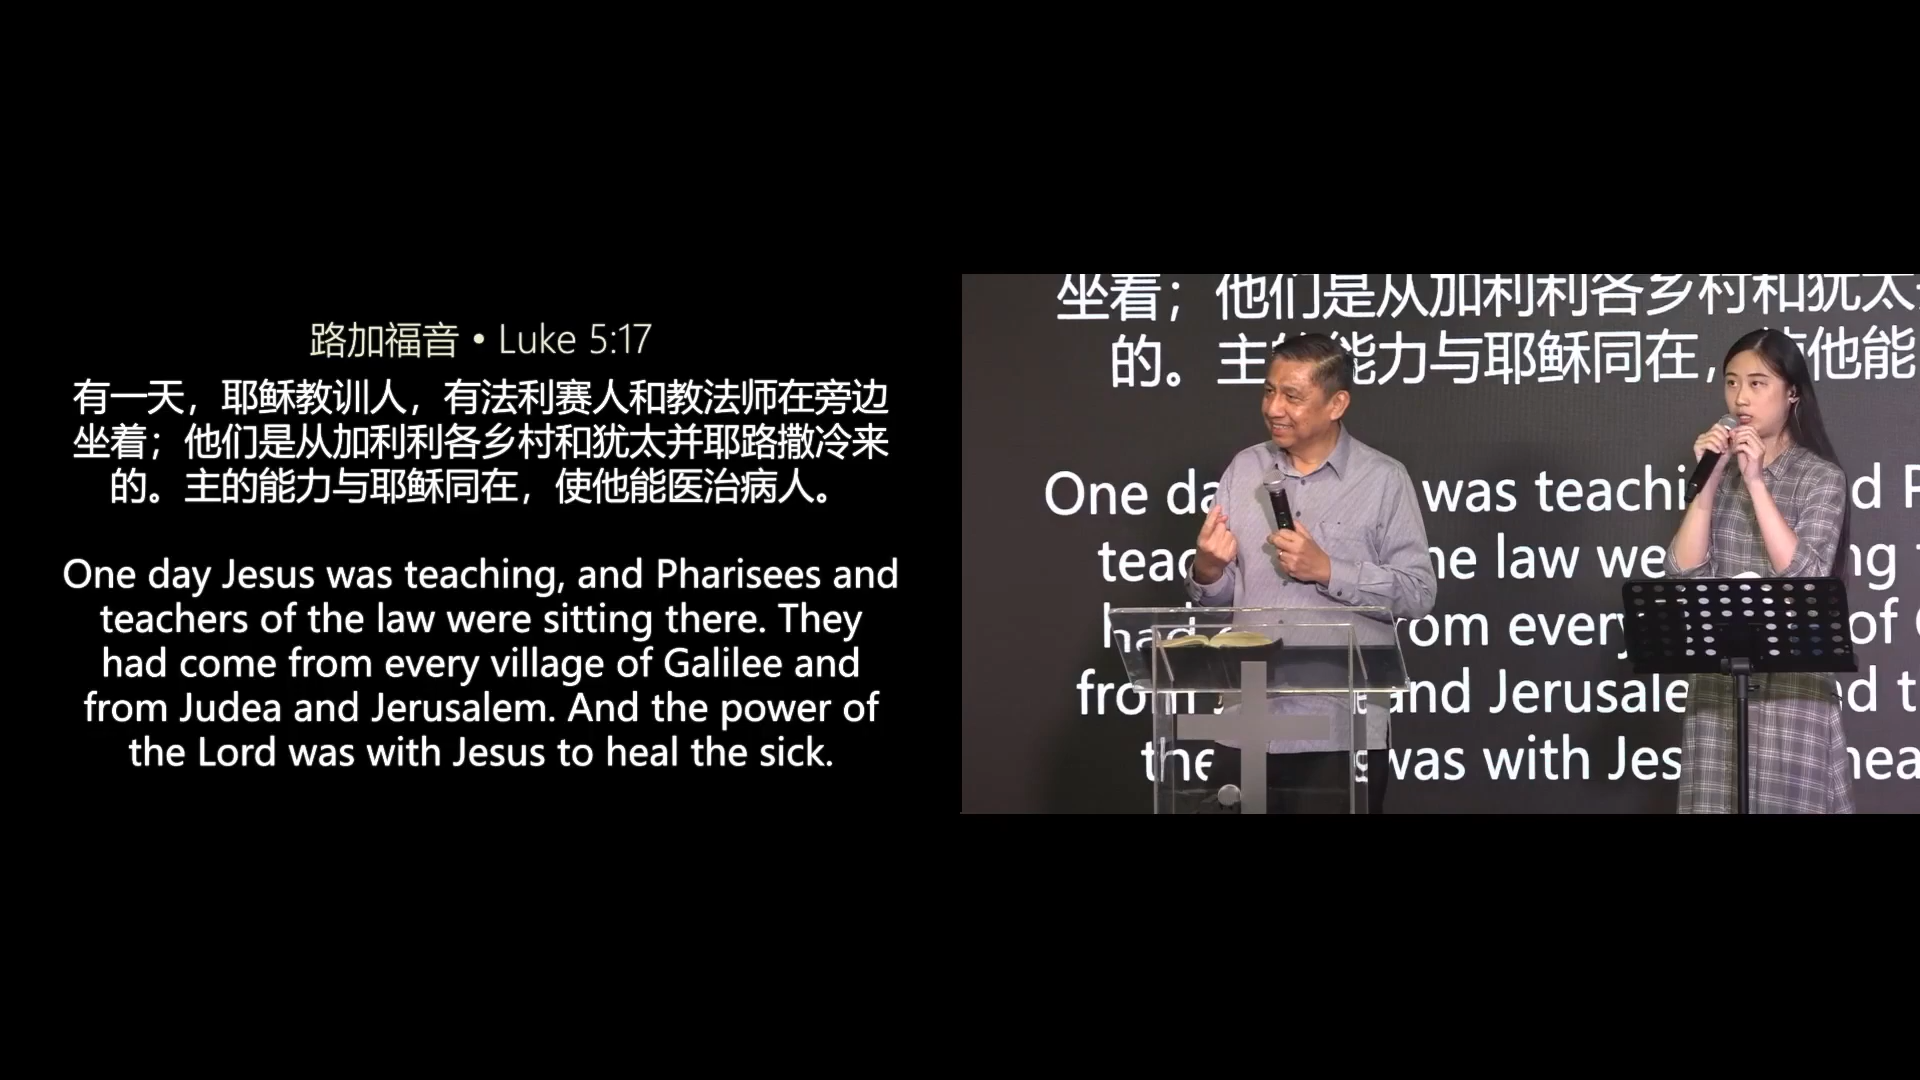 路加福音 • Luke 5:17
有一天，耶稣教训人，有法利赛人和教法师在旁边
坐着；他们是从加利利各乡村和犹太并耶路撒冷来
的。主的能力与耶稣同在，使他能医治病人。
One day Jesus was teaching, and Pharisees and
teachers of the law were sitting there. They
had come from every village of Galilee and
from Judea and Jerusalem. And the power of
the Lord was with Jesus to heal the sick.
坐着；他们是从加利利各乡村和犹太
的。主的能力与耶稣同在，使他能
One da was teachi d P
teac he law we ng
had om every of
from and Jerusale d t
the was with Jes hea